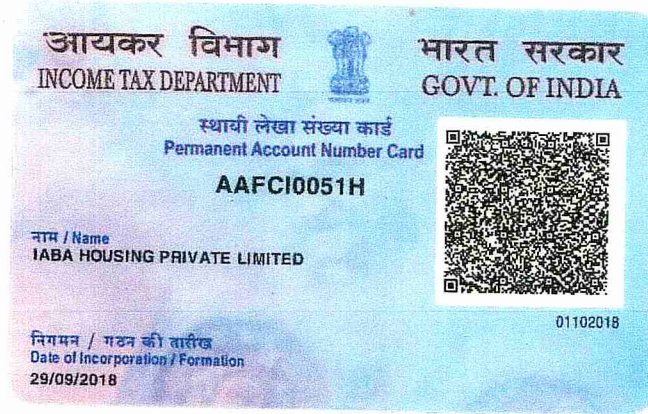 आयकर विभाग
INCOME TAX DEPARTMENT
भारत सरकार
GOVT. OF INDIA
स्थायी लेखा संख्या कार्ड
Permanent Account Number Card
AAFCI0051H
नाम / Name
IABA HOUSING PRIVATE LIMITED
01102018
निगमन / गठन की तारीख
Date of Incorporation / Formation
29/09/2018